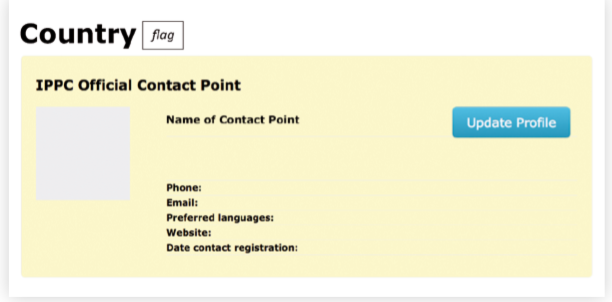 Country flag
IPPC Official Contact Point
Name of Contact Point
Update Profile
Phone:
Email:
Preferred languages:
Website:
Date contact registration: